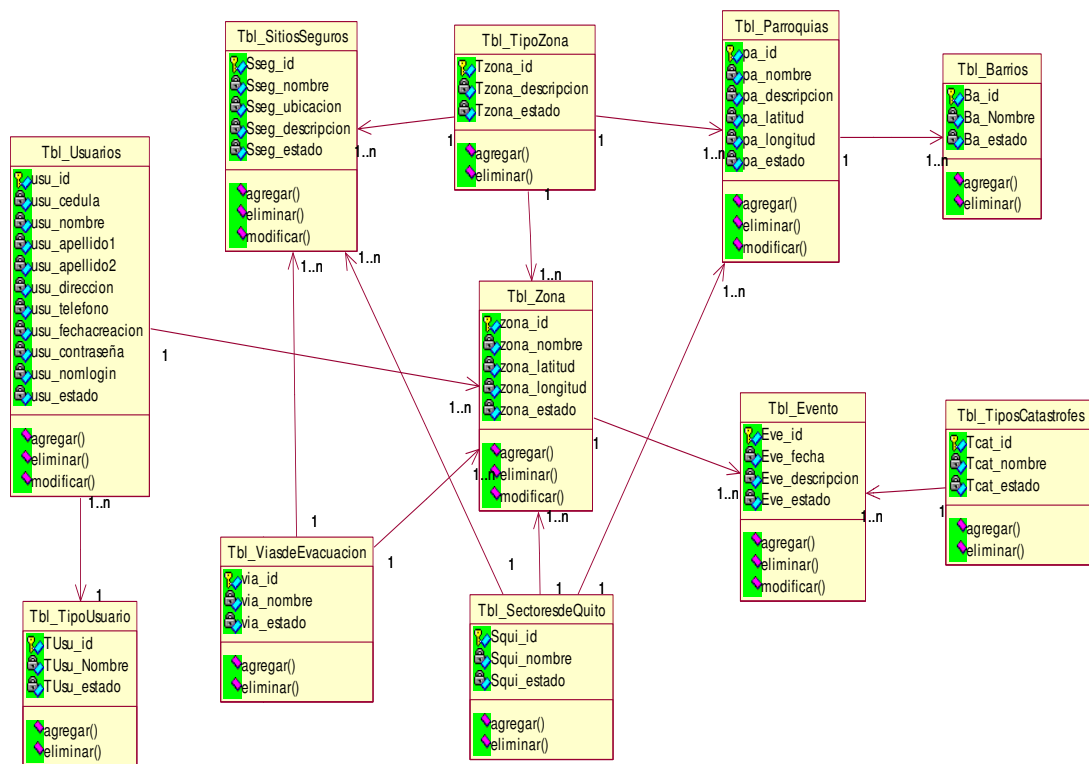 Tbl_SitiosSeguros
Sseg_id
Sseg_nombre
Sseg_ubicacion
Sseg_descripcion
Sseg_estado
agregar()
eliminar()
modificar()
Tbl_TipoZona
Tzona_id
Tzona_descripcion
Tzona_estado
agregar()
eliminar()
Tbl_Parroquias
pa_id
pa_nombre
pa_descripcion
pa_latitud
pa_longitud
pa_estado
agregar()
eliminar()
modificar()
Tbl_Barrios
Ba_id
Ba_Nombre
Ba_estado
agregar()
eliminar()
1..n
1
1
1..n
1
1..n
1
1..n
1..n
1..n
1..n
Tbl_Usuarios
usu_id
usu_cedula
usu_nombre
usu_apellido1
usu_apellido2
usu_direccion
usu_telefono
usu_fechacreacion
usu_contraseña
usu_nomlogin
usu_estado
agregar()
eliminar()
modificar()
1
1..n
1..n
1
Tbl_Zona
zona_id
zona_nombre
zona_latitud
zona_longitud
zona_estado
agregar()
eliminar()
modificar()
1..n
1..n
1
1..n
Tbl_Evento
Eve_id
Eve_fecha
Eve_descripcion
Eve_estado
agregar()
eliminar()
modificar()
1..n
1
Tbl_TiposCatastrofes
Tcat_id
Tcat_nombre
Tcat_estado
agregar()
eliminar()
Tbl_TipoUsuario
TUsu_id
TUsu_Nombre
TUsu_estado
agregar()
eliminar()
1
1
Tbl_ViasdeEvacuacion
via_id
via_nombre
via_estado
agregar()
eliminar()
1
1
1
Tbl_SectoresdeQuito
Squi_id
Squi_nombre
Squi_estado
agregar()
eliminar()